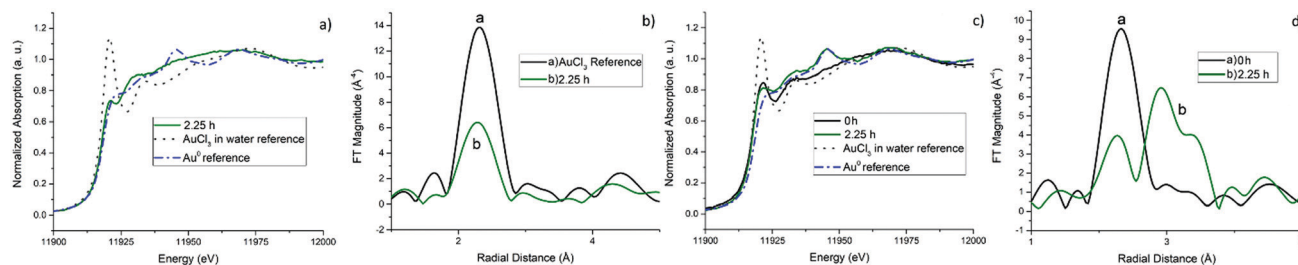 a)
Normalized Absorption (a. u.)
1.2
1.0
0.8
0.6
0.4
0.2
0.0
2.25 h
AuCl₃ in water reference
Au⁰ reference
11900 11925 11950 11975 12000
Energy (eV)
b)
FT Magnitude (Å⁻⁴)
14
12
10
8
6
4
2
0
-2
a
b
a)AuCl₃ Reference
b)2.25 h
2 4
Radial Distance (Å)
c)
Normalized Absorption (a. u.)
1.2
1.0
0.8
0.6
0.4
0.2
0.0
0h
2.25 h
AuCl₃ in water reference
Au⁰ reference
11900 11925 11950 11975 12000
Energy (eV)
d
FT Magnitude (Å⁻⁴)
10
9
8
7
6
5
4
3
2
1
0
-1
a
b
a)0h
b)2.25 h
1 3
Radial Distance (Å)